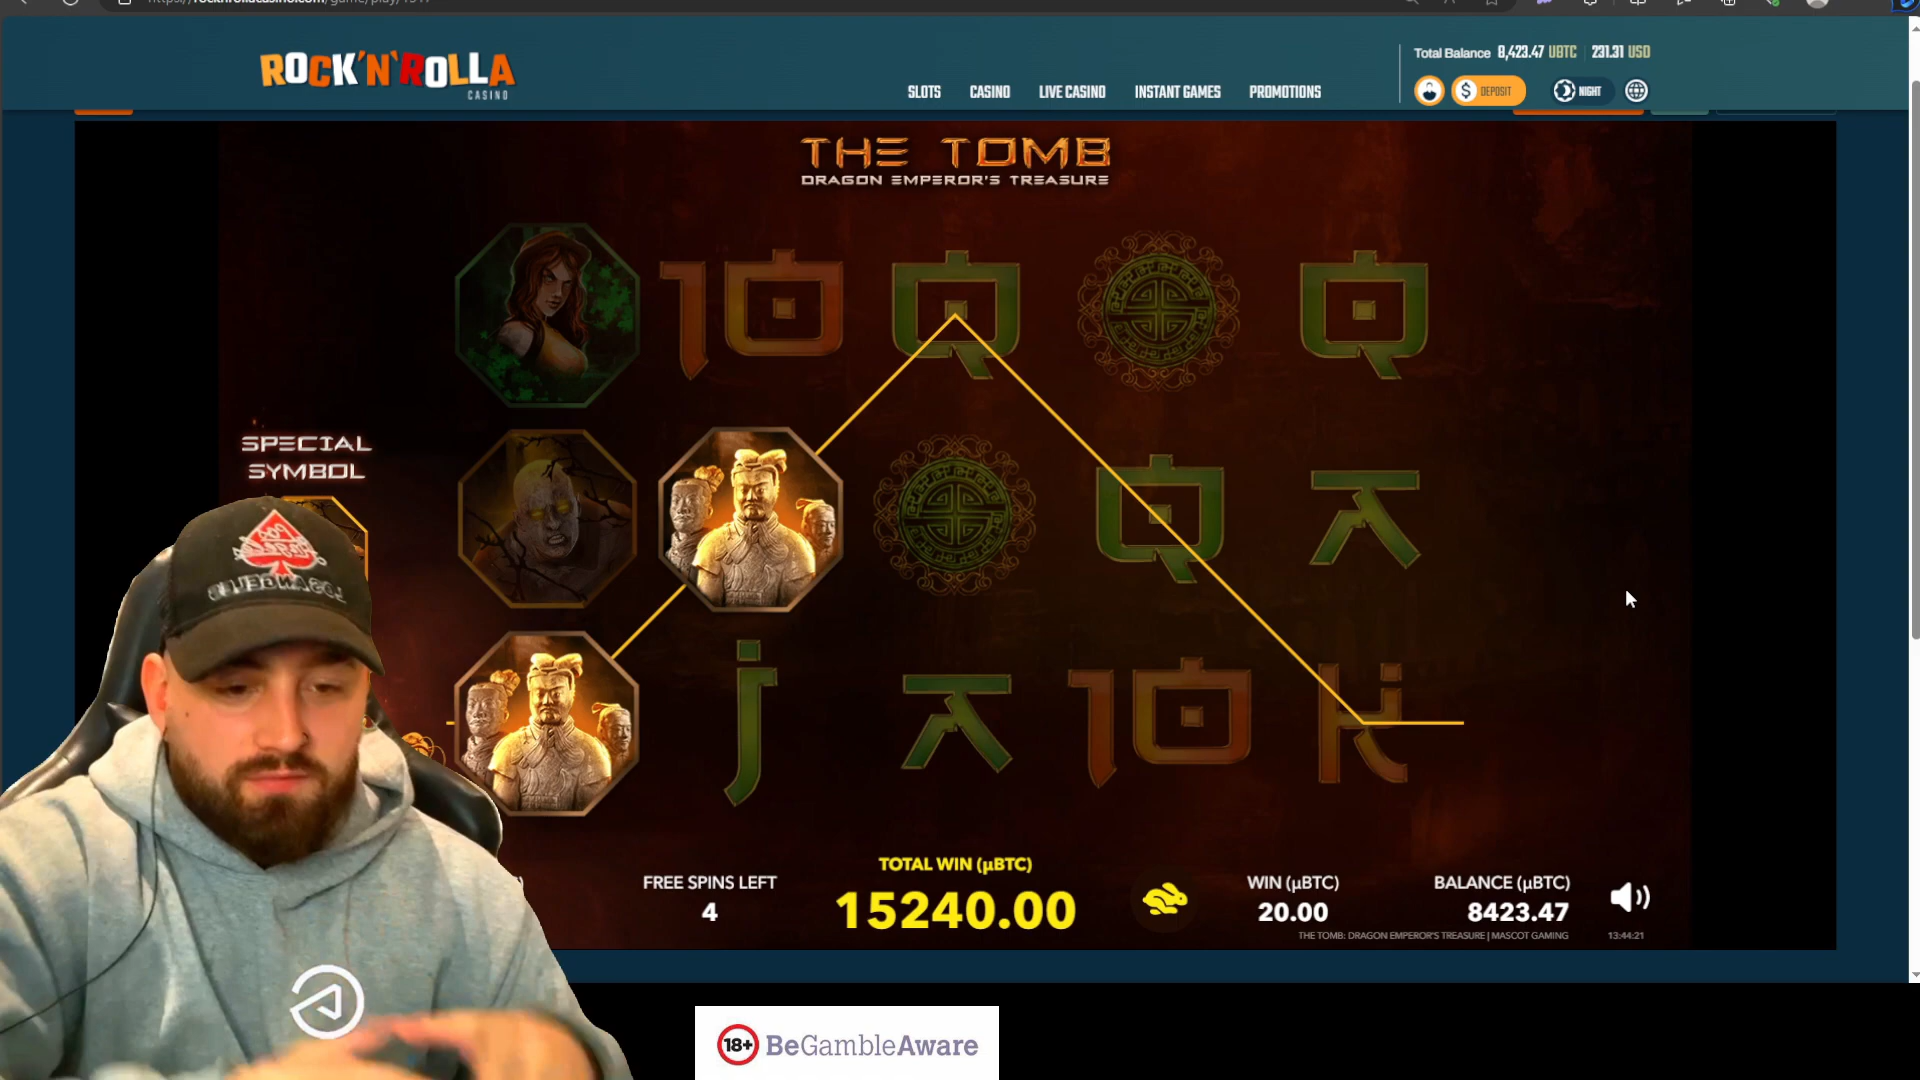 ROCK'N'ROLLA
CASINO
SLOTS CASINO LIVE CASINO INSTANT GAMES PROMOTIONS
Total Balance 8,423.47 UBTC 231.31 USD
$ DEPOSIT
NIGHT
THE TOMB
DRAGON EMPEROR'S TREASURE
10 Q Q
SPECIAL
SYMBOL
Q A
J A 10 K
FREE SPINS LEFT
4
TOTAL WIN (µBTC)
15240.00
WIN (µBTC)
20.00
BALANCE (µBTC)
8423.47
THE TOMB: DRAGON EMPEROR'S TREASURE | MASCOT GAMING
13:44:21
18+ BeGambleAware